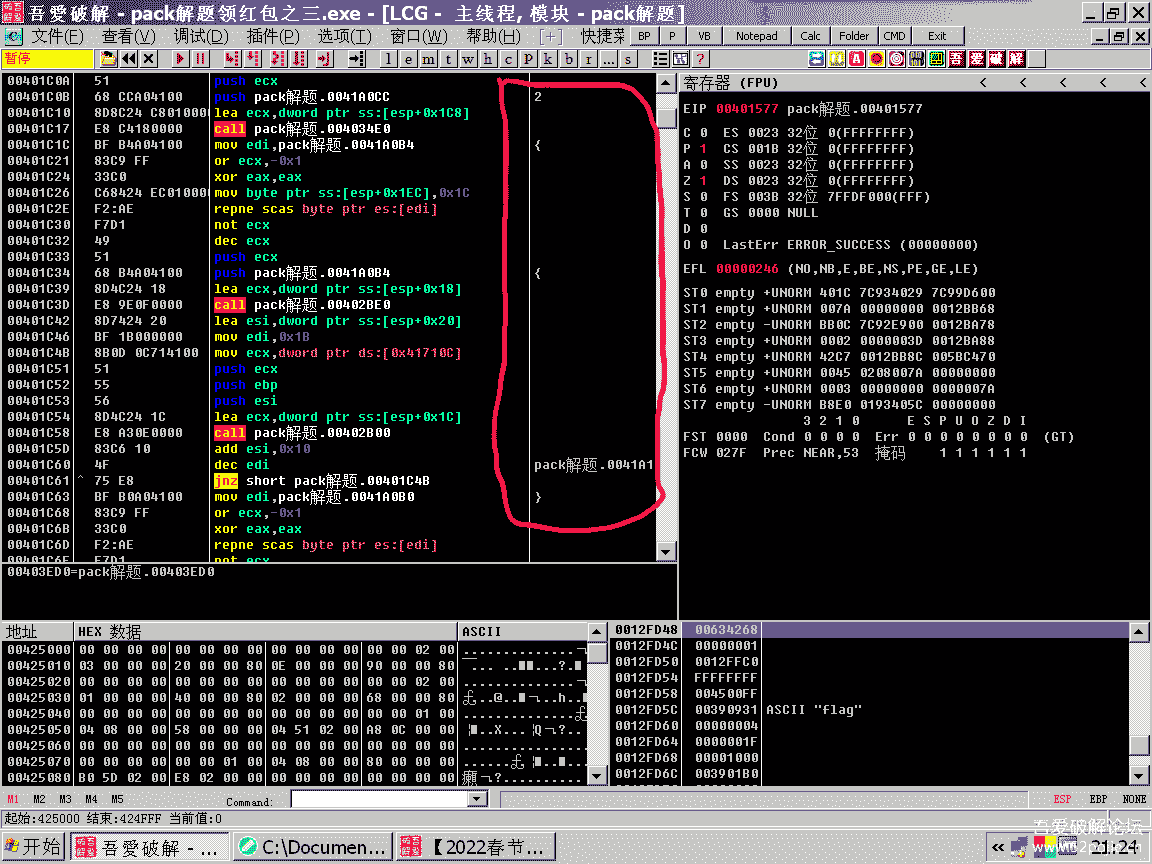 吾爱破解 - pack解题领红包之三.exe - [LCG - 主线程, 模块 - pack解题]
文件(F) 查看(V) 调试(D) 插件(P) 选项(T) 窗口(W) 帮助(H) [+] 快捷菜 BP P VB Notepad Calc Folder CMD Exit
暂停 l e m t w h c p k b r ... s ? 吾 爱 破 解
00401C0A 51 push ecx
00401C0B 68 CCA04100 push pack解题.0041A0CC 2
00401C10 8D8C24 C8010000 lea ecx,dword ptr ss:[esp+0x1C8]
00401C17 E8 C4180000 call pack解题.004034E0
00401C1C BF B4A04100 mov edi,pack解题.0041A0B4 {
00401C21 83C9 FF or ecx,-0x1
00401C24 33C0 xor eax,eax
00401C26 C68424 EC010000 mov byte ptr ss:[esp+0x1EC],0x1C
00401C2E F2:AE repne scas byte ptr es:[edi]
00401C30 F7D1 not ecx
00401C32 49 dec ecx
00401C33 51 push ecx
00401C34 68 B4A04100 push pack解题.0041A0B4 {
00401C39 8D4C24 18 lea ecx,dword ptr ss:[esp+0x18]
00401C3D E8 9E0F0000 call pack解题.00402BE0
00401C42 8D7424 20 lea esi,dword ptr ss:[esp+0x20]
00401C46 BF 1B000000 mov edi,0x1B
00401C4B 8B0D 0C714100 mov ecx,dword ptr ds:[0x41710C]
00401C51 51 push ecx
00401C52 55 push ebp
00401C53 56 push esi
00401C54 8D4C24 1C lea ecx,dword ptr ss:[esp+0x1C]
00401C58 E8 A30E0000 call pack解题.00402B00
00401C5D 83C6 10 add esi,0x10
00401C60 4F dec edi pack解题.0041A1
00401C61 ^ 75 E8 jnz short pack解题.00401C4B
00401C63 BF B0A04100 mov edi,pack解题.0041A0B0 }
00401C68 83C9 FF or ecx,-0x1
00401C6B 33C0 xor eax,eax
00401C6D F2:AE repne scas byte ptr es:[edi]
00401C6F F7D1 not ecx
00403ED0=pack解题.00403ED0
寄存器 (FPU) < < < < <
EIP 00401577 pack解题.00401577
C 0 ES 0023 32位 0(FFFFFFFF)
P 1 CS 001B 32位 0(FFFFFFFF)
A 0 SS 0023 32位 0(FFFFFFFF)
Z 1 DS 0023 32位 0(FFFFFFFF)
S 0 FS 003B 32位 7FFDF000(FFF)
T 0 GS 0000 NULL
D 0
O 0 LastErr ERROR_SUCCESS (00000000)
EFL 00000246 (NO,NB,E,BE,NS,PE,GE,LE)
ST0 empty +UNORM 401C 7C934029 7C99D600
ST1 empty +UNORM 007A 00000000 0012BB68
ST2 empty -UNORM BB0C 7C92E900 0012BA78
ST3 empty +UNORM 0002 0000003D 0012BA88
ST4 empty +UNORM 42C7 0012BB8C 005BC470
ST5 empty +UNORM 0045 0208007A 00000000
ST6 empty +UNORM 0003 00000000 0000007A
ST7 empty -UNORM B8E0 0193405C 00000000
3 2 1 0 E S P U O Z D I
FST 0000 Cond 0 0 0 0 Err 0 0 0 0 0 0 0 0 (GT)
FCW 027F Prec NEAR,53 掩码 1 1 1 1 1 1
地址 HEX 数据 ASCII
00425000 00 00 00 00 00 00 00 00 00 00 00 00 00 00 02 00
00425010 03 00 00 00 20 00 00 80 0E 00 00 00 90 00 00 80
00425020 00 00 00 00 00 00 00 00 00 00 00 00 00 00 02 00
00425030 01 00 00 00 40 00 00 80 02 00 00 00 68 00 00 80
00425040 00 00 00 00 00 00 00 00 00 00 00 00 00 00 01 00
00425050 04 08 00 00 58 00 00 00 04 51 02 00 A8 0C 00 00
00425060 00 00 00 00 00 00 00 00 00 00 00 00 00 00 00 00
00425070 00 00 00 00 00 00 01 00 04 08 00 00 80 00 00 00
00425080 B0 5D 02 00 E8 02 00 00 00 00 00 00 00 00 00 00
0012FD48 00634268
0012FD4C 00000001
0012FD50 0012FFC0
0012FD54 FFFFFFFF
0012FD58 004500FF
0012FD5C 00390931 ASCII "flag"
0012FD60 00000004
0012FD64 0000001F
0012FD68 00001000
0012FD6C 003901B0
M1 M2 M3 M4 M5 Command: ESP EBP NONE
起始:425000 结束:424FFF 当前值:0
开始 吾爱破解 - ... C:\Documen... 【2022春节... « 21:24
吾爱破解论坛
www.52pojie.cn